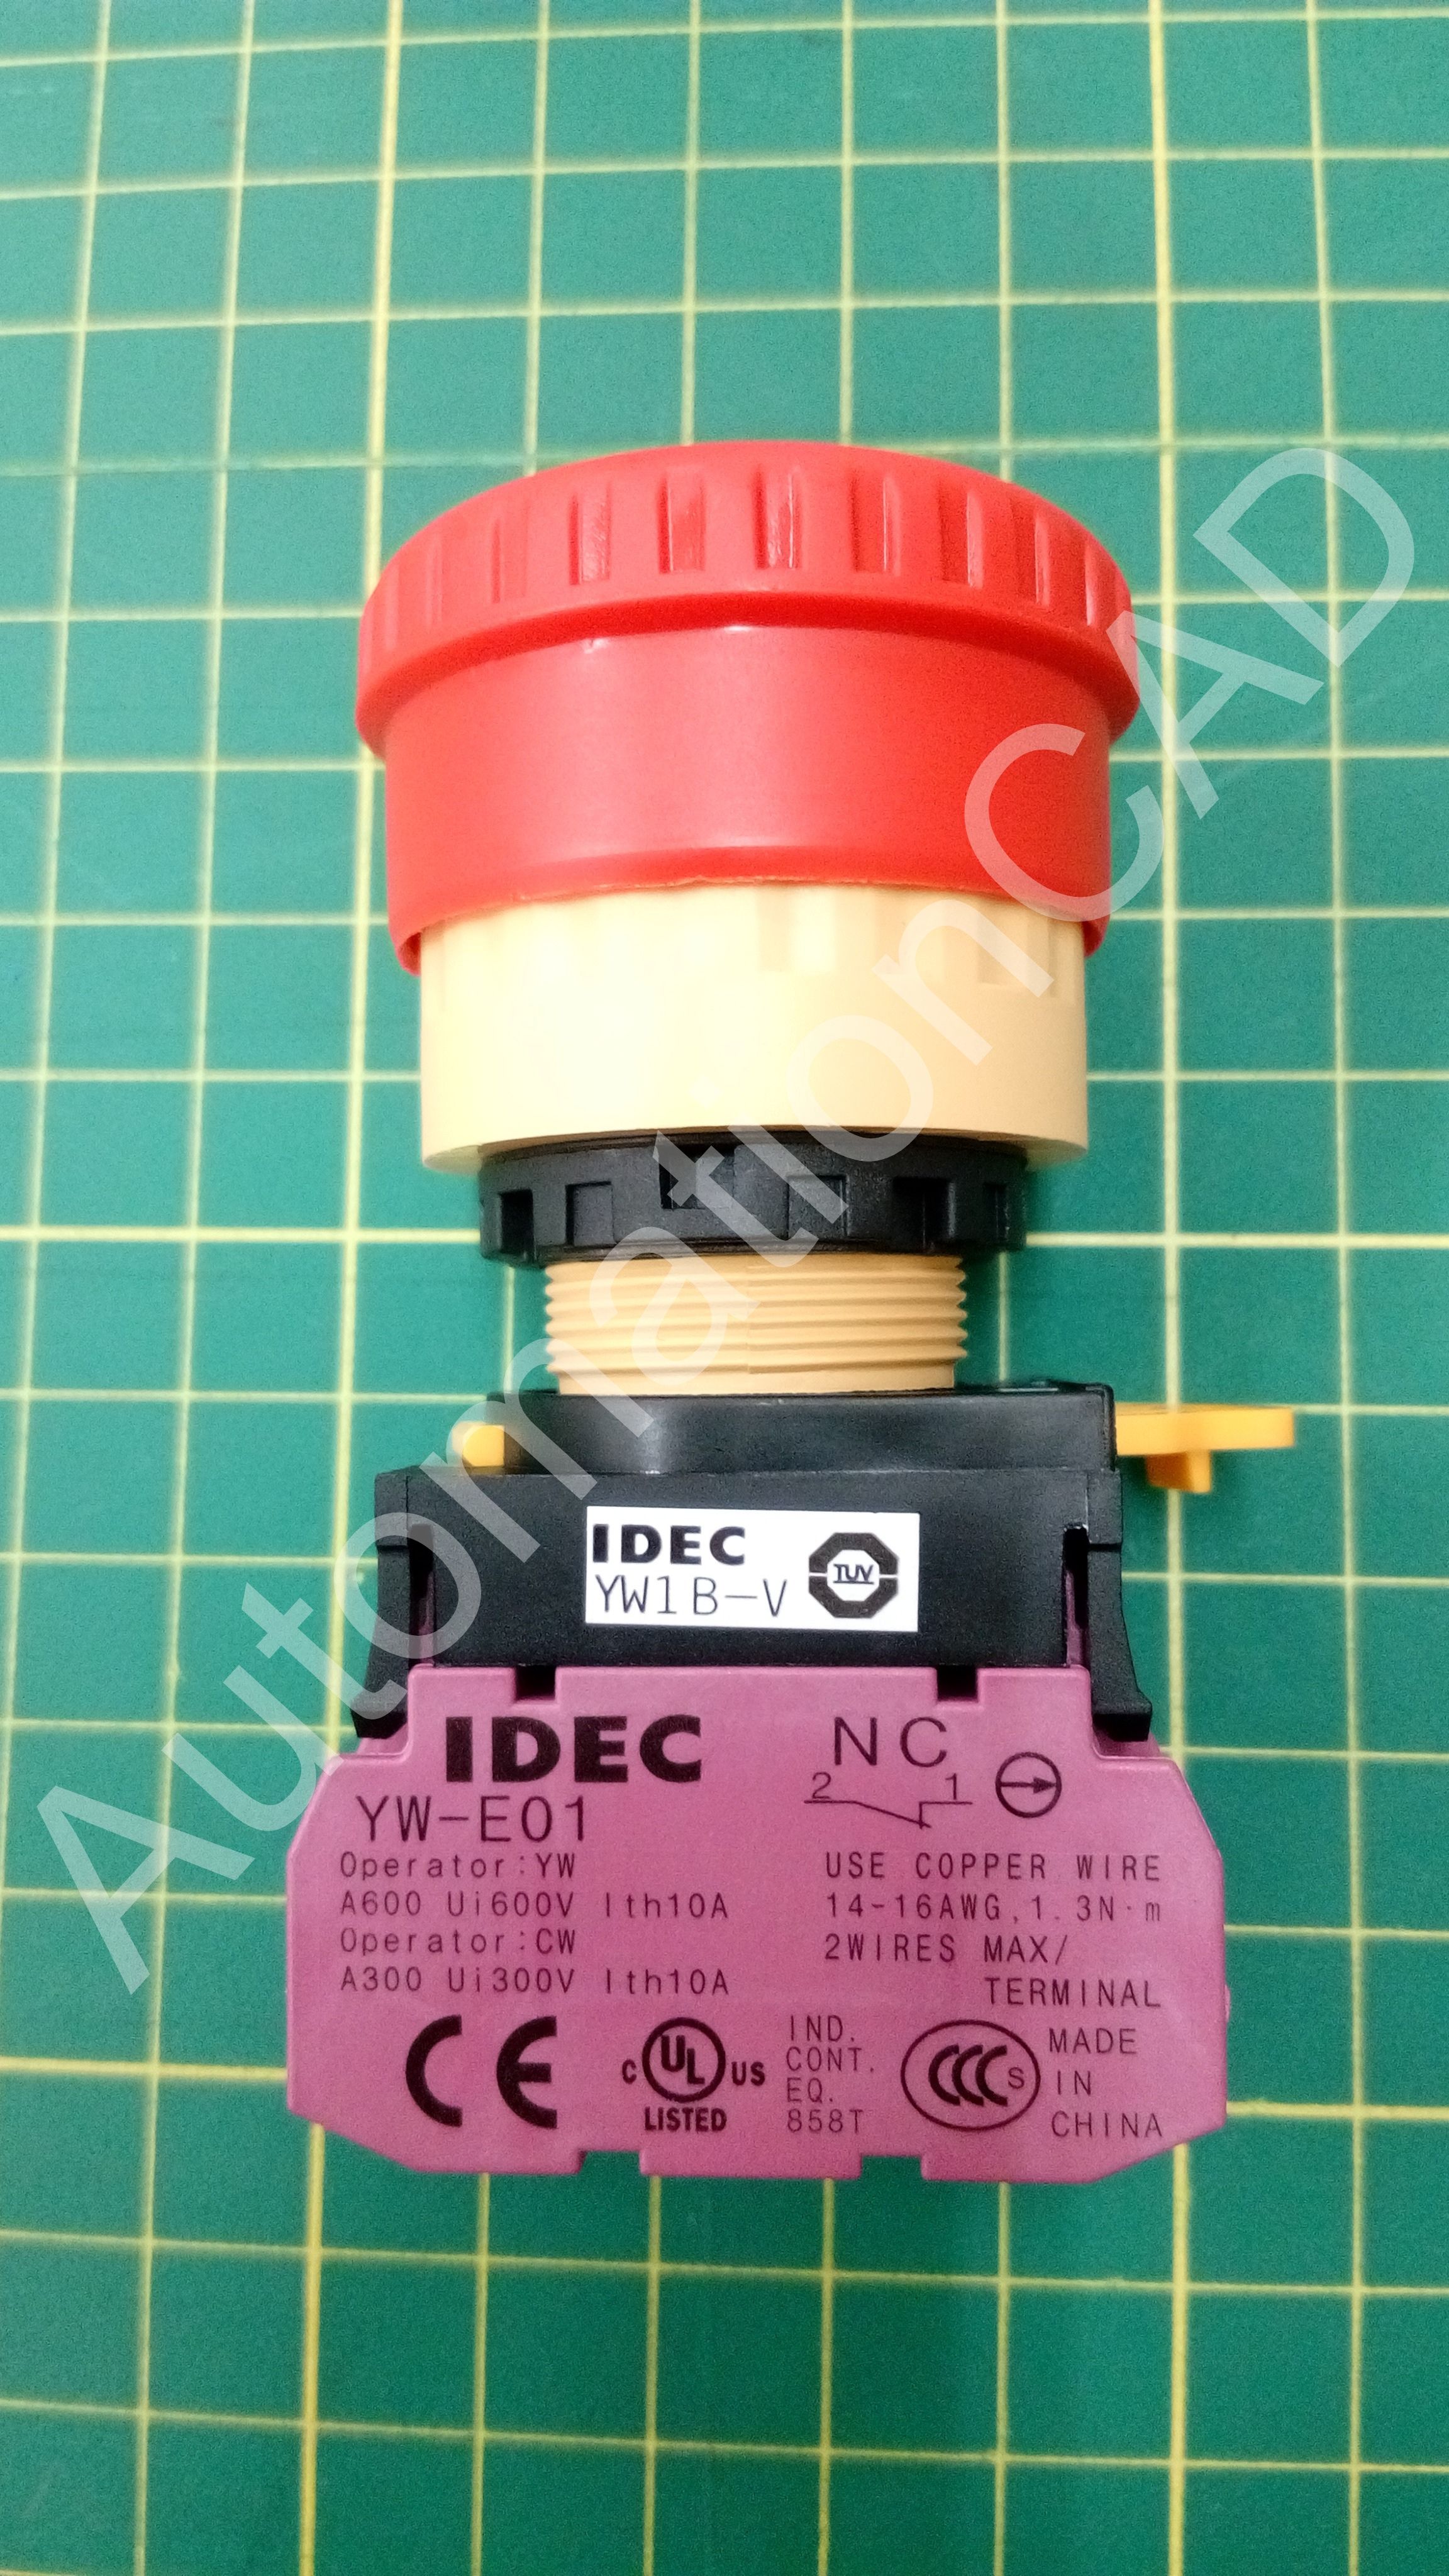 AutomationCAD
IDEC
YW1B-V
TUV
IDEC
YW-E01
Operator:YW
A600 Ui600V Ith10A
Operator:CW
A300 Ui300V Ith10A
NC
2 1
USE COPPER WIRE
14-16AWG,1.3N·m
2WIRES MAX/
TERMINAL
CE
C UL US
LISTED
IND.
CONT.
EQ.
858T
CCC S
MADE
IN
CHINA